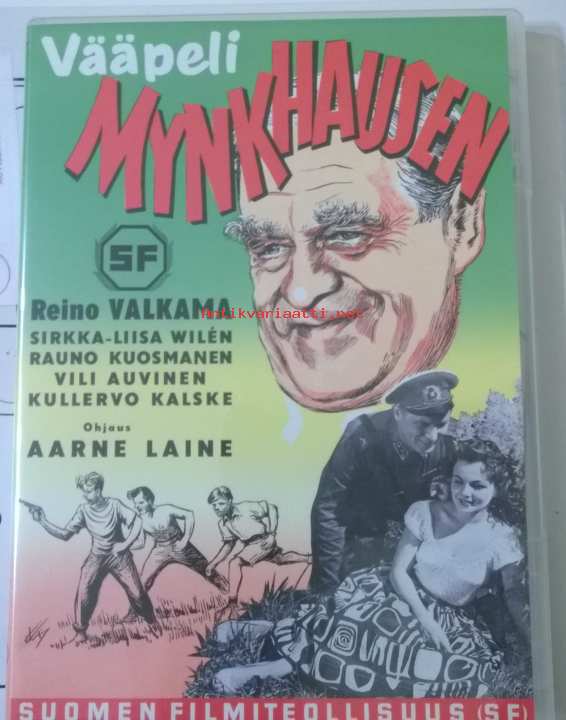 Vääpeli
MYNKHAUSEN
SF
Reino VALKAMA
Antikvariaatti.net
SIRKKA-LIISA WILÉN
RAUNO KUOSMANEN
VILI AUVINEN
KULLERVO KALSKE
Ohjaus
AARNE LAINE
SUOMEN FILMITEOLLISUUS (SF)